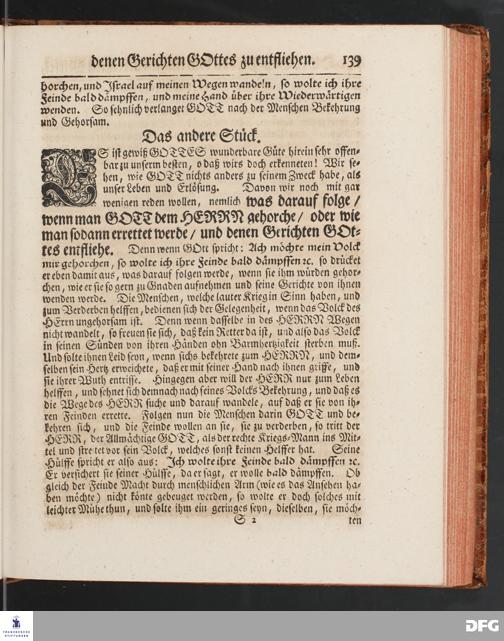 denen Gerichten GOttes zu entfliehen. 139
horchen, und Israel auf meinen Wegen wandeln, so wolte ich ihre
Feinde bald dämpffen, und meine Hand über ihre Wiederwärtigen
wenden. So sehnlich verlanget GOTT nach der Menschen Bekehrung
und Gehorsam.
Das andere Stück.
ES ist gewiß GOTTES wunderbare Güte hirein sehr offen-
bar zu unserm besten, o daß wirs doch erkenneten! Wir se-
hen, wie GOTT nichts anders zu seinem Zweck habe, als
unser Leben und Erlösung. Davon wir noch mit gar
wenigen reden wollen, nemlich was darauf folge/
wenn man GOTT dem HERRN gehorche/ oder wie
man sodann errettet werde/ und denen Gerichten GOt-
tes entfliehe. Denn wenn GOtt spricht: Ach möchte mein Volck
mir gehorchen, so wolte ich ihre Feinde bald dämpffen ꝛc. so drücket
er eben damit aus, was darauf folgen werde, wenn sie ihm würden gehor-
chen, wie er sie so gern zu Gnaden aufnehmen und seine Gerichte von ihnen
wenden werde. Die Menschen, welche lauter Krieg in Sinn haben, und
zum Verderben helffen, bedienen sich der Gelegenheit, wenn das Volck des
HErrn ungehorsam ist. Denn wenn dasselbe in des HERRN Wegen
nicht wandelt, so freuen sie sich, daß kein Retter da ist, und also das Volck
in seinen Sünden von ihren Händen ohn Barmhertzigkeit sterben muß.
Und solte ihnen Leid seyn, wenn sichs bekehrete zum HERRN, und dem-
selben sein Hertz erweichete, daß er mit seiner Hand nach ihnen griffe, und
sie ihrer Wuth entrisse. Hingegen aber will der HERR nur zum Leben
helffen, und sehnet sich demnach nach seines Volcks Bekehrung, und daß es
die Wege des HERR suche und darauf wandele, auf daß er sie von ih-
ren Feinden errette. Folgen nun die Menschen darin GOTT und be-
kehren sich, und die Feinde wollen an sie, sie zu verderben, so tritt der
HERR, der Allmächtige GOTT, als der rechte Kriegs-Mann ins Mit-
tel und streitet vor sein Volck, welches sonst keinen Helffer hat. Seine
Hülffe spricht er also aus: Ich wolte ihre Feinde bald dämpffen ꝛc.
Er versichert sie seiner Hülffe, da er sagt, er wolle bald dämpffen. Ob
gleich der Feinde Macht durch menschlichen Arm (wie es das Ansehen ha-
ben möchte) nicht könte gebeuget werden, so wolte er doch solches mit
leichter Mühe thun, und solte ihm ein geringes seyn, dieselben, sie möch-
S 2 ten
FRANCKESCHE
STIFTUNGEN
DFG